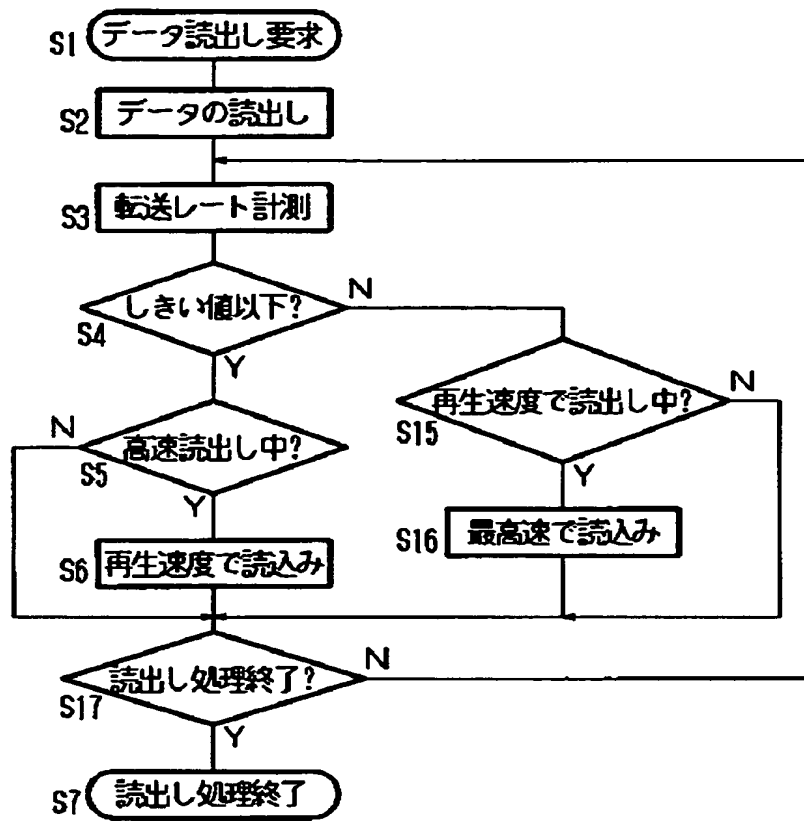 S1 データ読出し要求
S2 データの読出し
S3 転送レート計測
しきい値以下? N
S4 Y
再生速度で読出し中? N
S15 Y
N 高速読出し中?
S5 Y
S16 最高速で読込み
S6 再生速度で読込み
読出し処理終了? N
S17 Y
S7 読出し処理終了